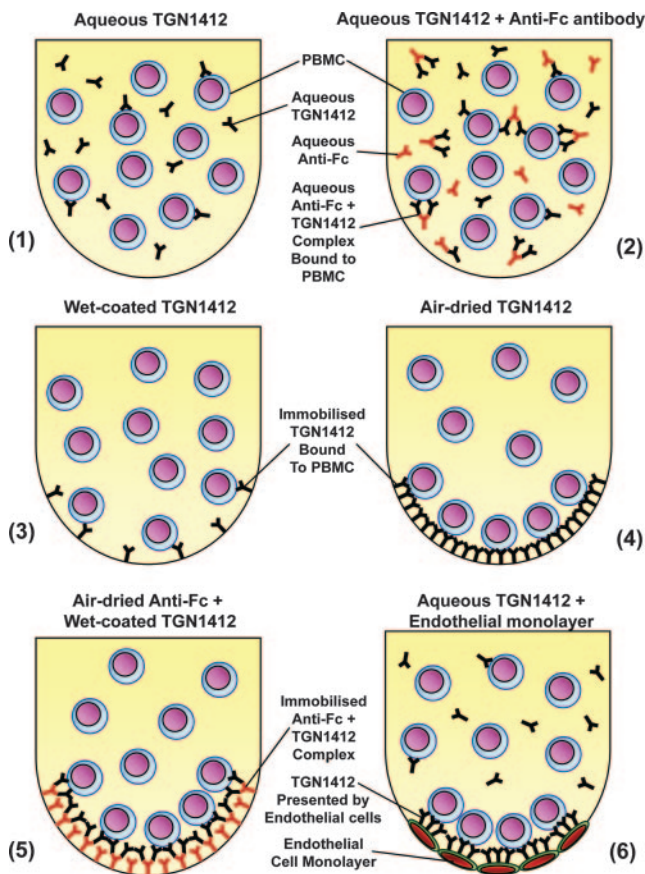 Aqueous TGN1412
Aqueous TGN1412 + Anti-Fc antibody
PBMC
Aqueous
TGN1412
Aqueous
Anti-Fc
Aqueous
Anti-Fc +
TGN1412
Complex
Bound to
PBMC
(1)
(2)
Wet-coated TGN1412
Air-dried TGN1412
Immobilised
TGN1412
Bound
To PBMC
(3)
(4)
Air-dried Anti-Fc +
Wet-coated TGN1412
Aqueous TGN1412 +
Endothelial monolayer
Immobilised
Anti-Fc +
TGN1412
Complex
TGN1412
Presented by
Endothelial cells
Endothelial
Cell Monolayer
(5)
(6)